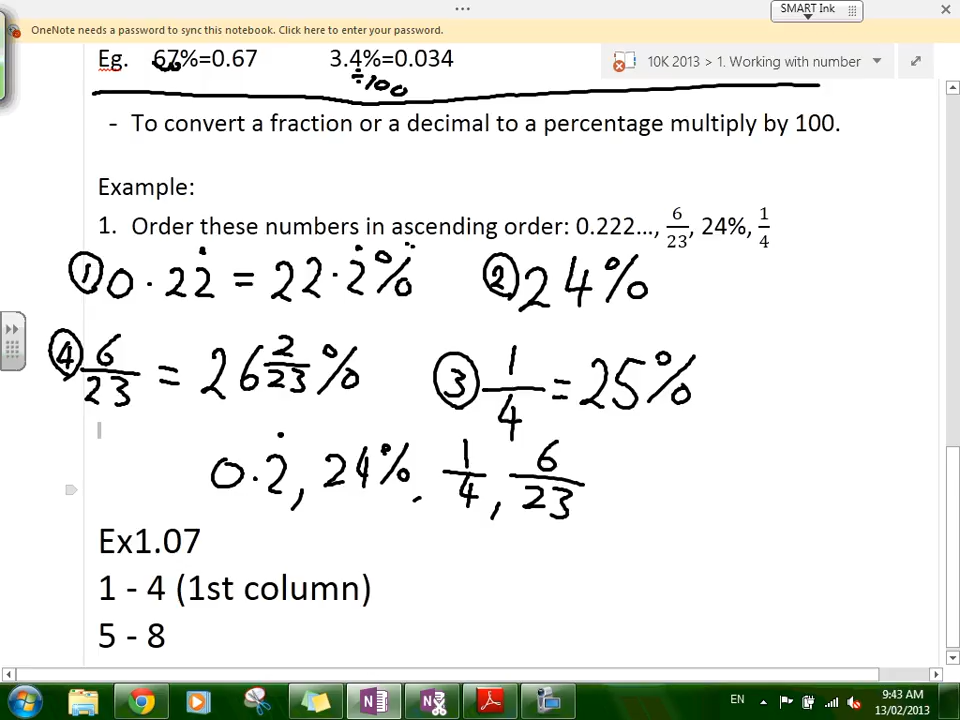 SMART Ink
OneNote needs a password to sync this notebook. Click here to enter your password.
Eg. 67%=0.67 3.4%=0.034
÷100
10K 2013 > 1. Working with number
- To convert a fraction or a decimal to a percentage multiply by 100.
Example:
1. Order these numbers in ascending order: 0.222..., 6/23, 24%, 1/4
① 0.22̇ = 22.2̇% ② 24%
④ 6/23 = 26 2/23 % ③ 1/4 = 25%
0.2̇, 24%, 1/4, 6/23
Ex1.07
1 - 4 (1st column)
5 - 8
EN 9:43 AM
13/02/2013